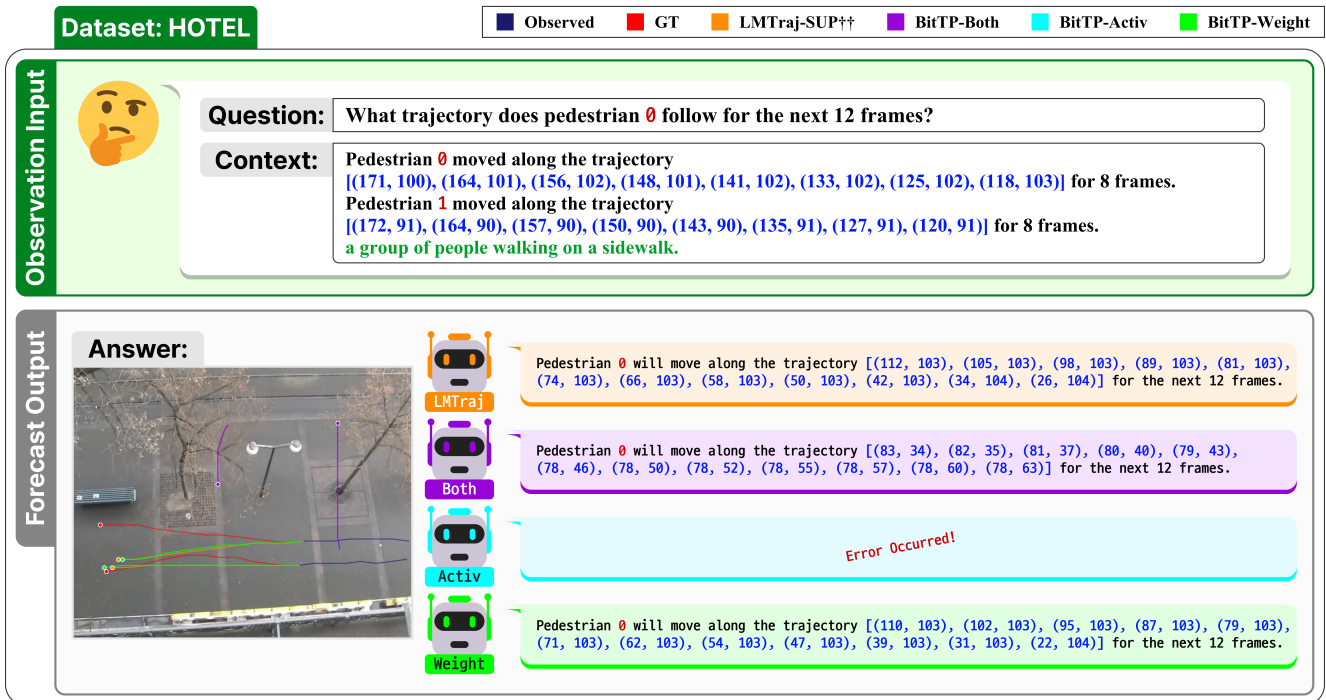 Dataset: HOTEL
Observed GT LMTraj-SUP†† BitTP-Both BitTP-Activ BitTP-Weight
Observation Input
Question: What trajectory does pedestrian 0 follow for the next 12 frames?
Context: Pedestrian 0 moved along the trajectory
[(171, 100), (164, 101), (156, 102), (148, 101), (141, 102), (133, 102), (125, 102), (118, 103)] for 8 frames.
Pedestrian 1 moved along the trajectory
[(172, 91), (164, 90), (157, 90), (150, 90), (143, 90), (135, 91), (127, 91), (120, 91)] for 8 frames.
a group of people walking on a sidewalk.
Forecast Output
Answer:
Pedestrian 0 will move along the trajectory [(112, 103), (105, 103), (98, 103), (89, 103), (81, 103),
(74, 103), (66, 103), (58, 103), (50, 103), (42, 103), (34, 104), (26, 104)] for the next 12 frames.
LMTraj
Pedestrian 0 will move along the trajectory [(83, 34), (82, 35), (81, 37), (80, 40), (79, 43),
(78, 46), (78, 50), (78, 52), (78, 55), (78, 57), (78, 60), (78, 63)] for the next 12 frames.
Both
Error Occurred!
Activ
Pedestrian 0 will move along the trajectory [(110, 103), (102, 103), (95, 103), (87, 103), (79, 103),
(71, 103), (62, 103), (54, 103), (47, 103), (39, 103), (31, 103), (22, 104)] for the next 12 frames.
Weight